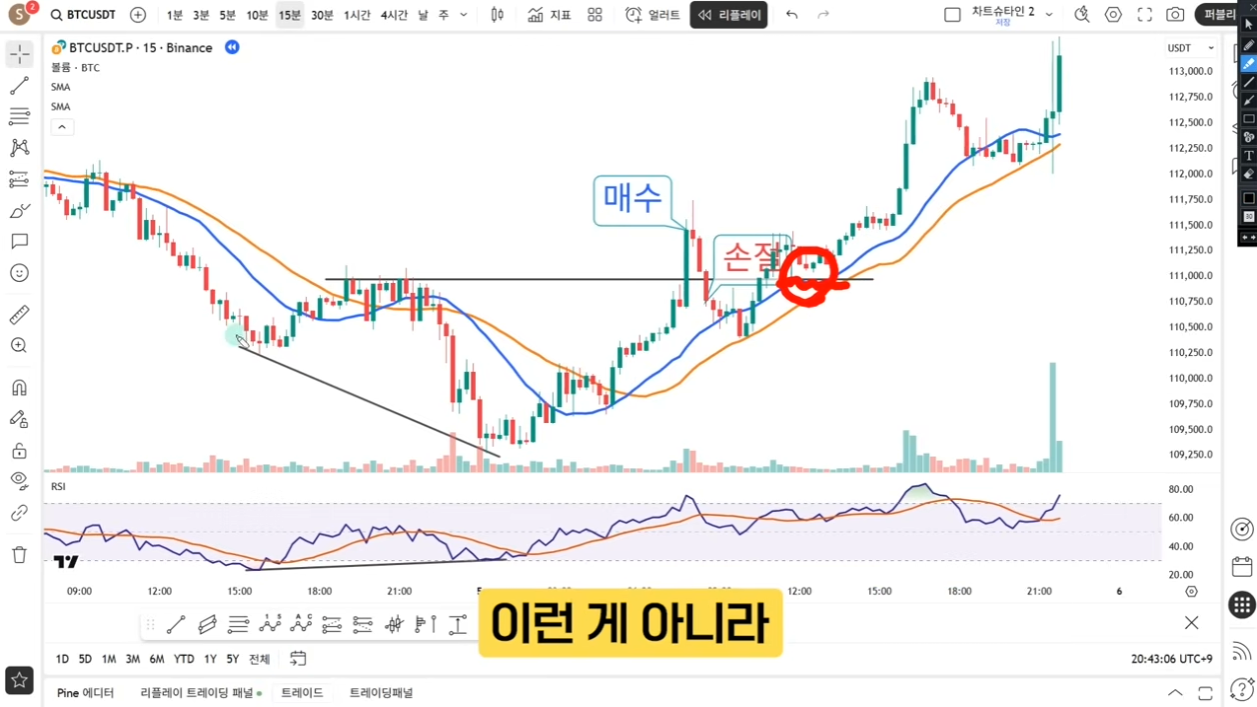 S 2 BTCUSDT 1분 3분 5분 10분 15분 30분 1시간 4시간 날 주 지표 얼러트 리플레이 차트슈타인 2 저장 퍼블리
BTCUSDT.P · 15 · Binance
볼륨 · BTC
SMA
SMA
USDT
113,000.0
112,750.0
112,500.0
112,250.0
112,000.0
111,750.0
111,500.0
111,250.0
111,000.0
110,750.0
110,500.0
110,250.0
110,000.0
109,750.0
109,500.0
109,250.0
매수
손절
RSI
80.00
60.00
40.00
20.00
09:00 12:00 15:00 18:00 21:00 12:00 15:00 18:00 21:00 6
이런 게 아니라
1D 5D 1M 3M 6M YTD 1Y 5Y 전체
20:43:06 UTC+9
Pine 에디터 리플레이 트레이딩 패널 트레이드 트레이딩패널